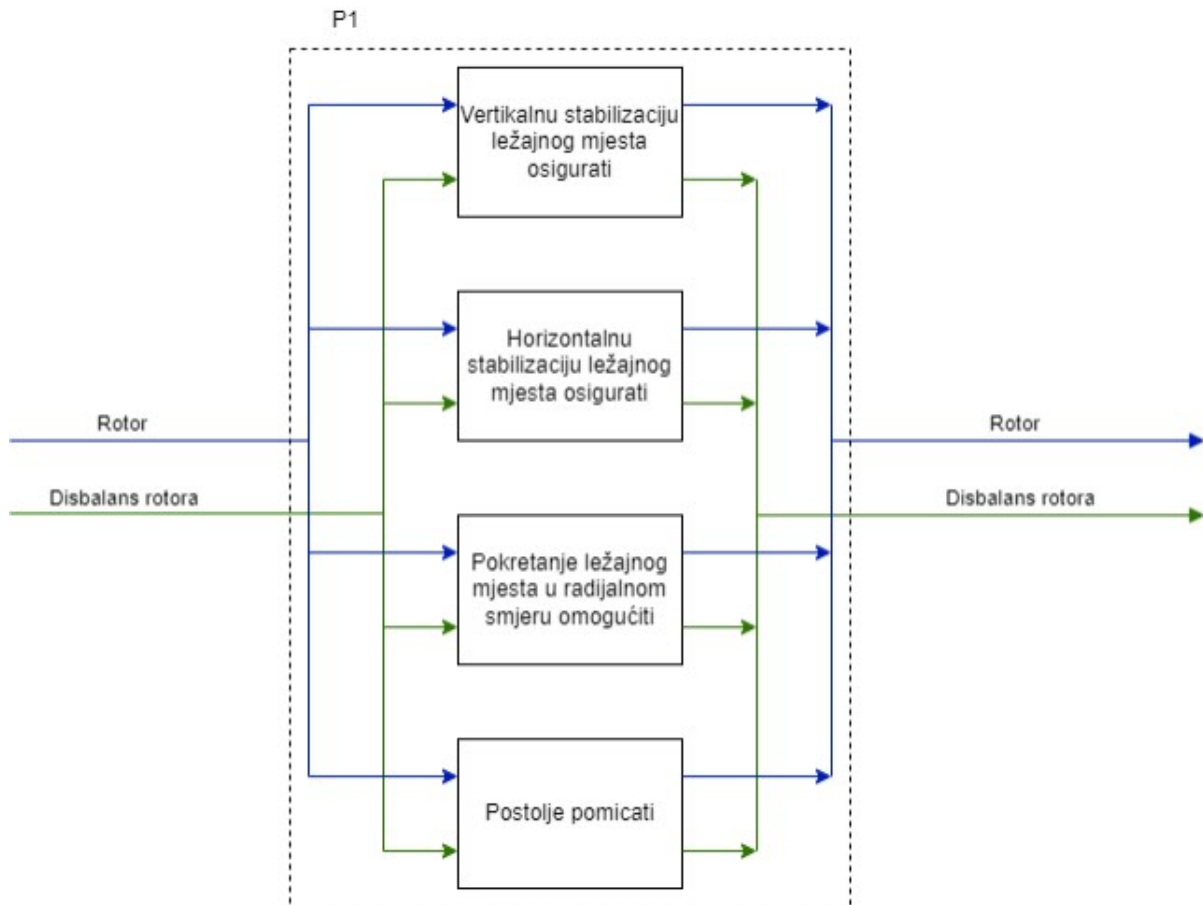 P1
Vertikalnu stabilizaciju
ležajnog mjesta
osigurati
Horizontalnu
stabilizaciju ležajnog
mjesta osigurati
Rotor
Rotor
Disbalans rotora
Disbalans rotora
Pokretanje ležajnog
mjesta u radijalnom
smjeru omogućiti
Postolje pomicati